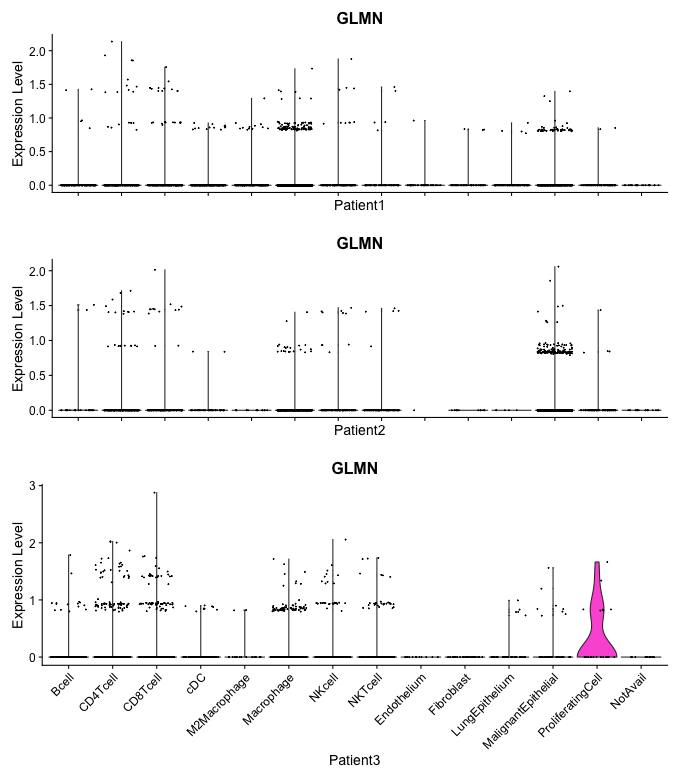 GLMN
Expression Level
2.0
1.5
1.0
0.5
0.0
Patient1
GLMN
Expression Level
2.0
1.5
1.0
0.5
0.0
Patient2
GLMN
Expression Level
3
2
1
0
Bcell
CD4Tcell
CD8Tcell
cDC
M2Macrophage
Macrophage
NKcell
NKTcell
Endothelium
Fibroblast
LungEpithelium
MalignantEpithelial
ProliferatingCell
NotAvail
Patient3